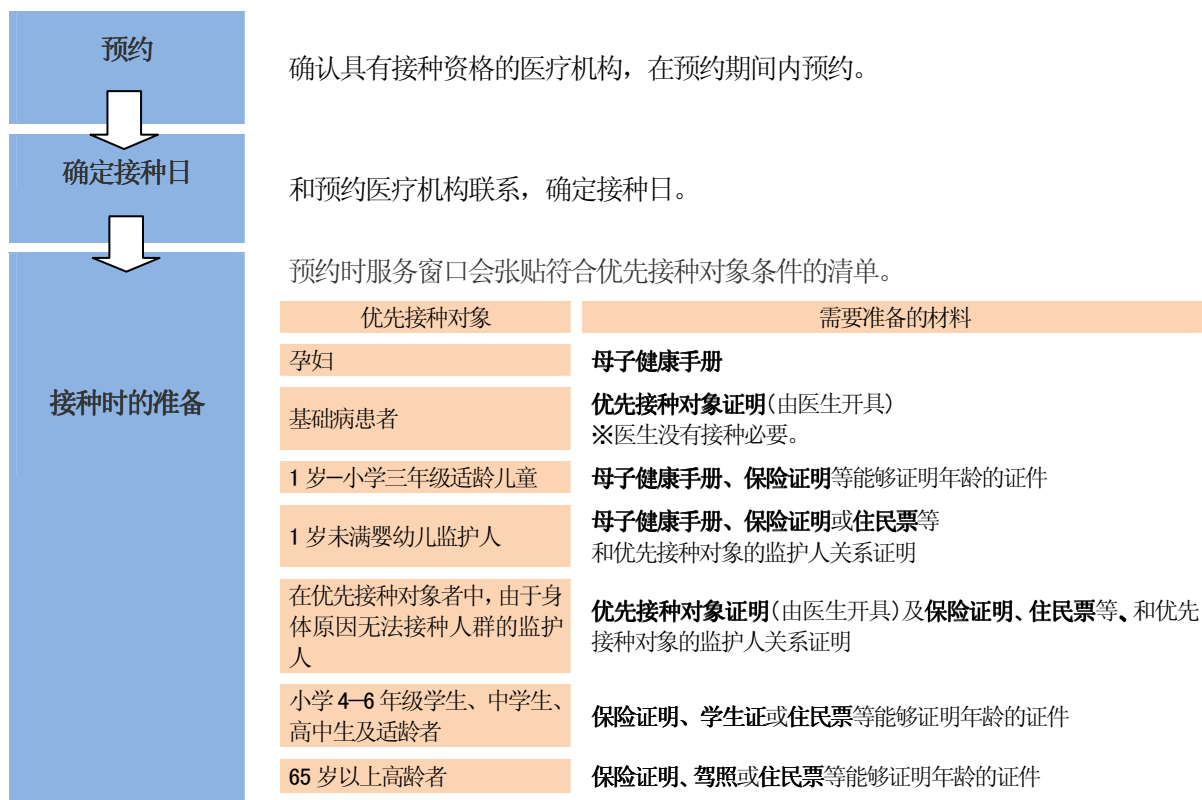 预约
确认具有接种资格的医疗机构，在预约期间内预约。
确定接种日
和预约医疗机构联系，确定接种日。
接种时的准备
预约时服务窗口会张贴符合优先接种对象条件的清单。
优先接种对象 需要准备的材料
孕妇 母子健康手册
基础病患者 优先接种对象证明(由医生开具)
※医生没有接种必要。
1 岁—小学三年级适龄儿童 母子健康手册、保险证明等能够证明年龄的证件
1 岁未满婴幼儿监护人 母子健康手册、保险证明或住民票等
和优先接种对象的监护人关系证明
在优先接种对象者中，由于身
体原因无法接种人群的监护
人
优先接种对象证明(由医生开具)及保险证明、住民票等、和优先
接种对象的监护人关系证明
小学 4—6 年级学生、中学生、
高中生及适龄者
保险证明、学生证或住民票等能够证明年龄的证件
65 岁以上高龄者 保险证明、驾照或住民票等能够证明年龄的证件